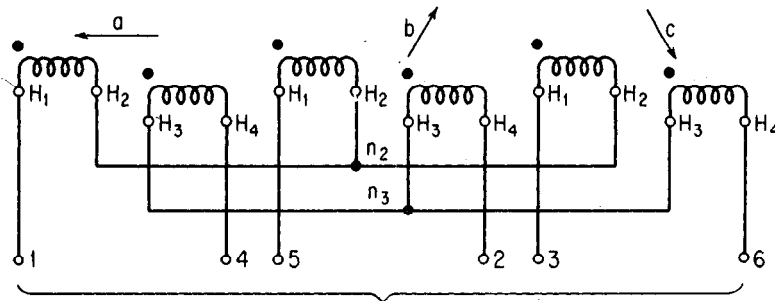 a b c
H₁ H₂ H₁ H₂ H₁ H₂
H₃ H₄ H₃ H₄ H₃ H₄
n₂
n₃
1 4 5 2 3 6